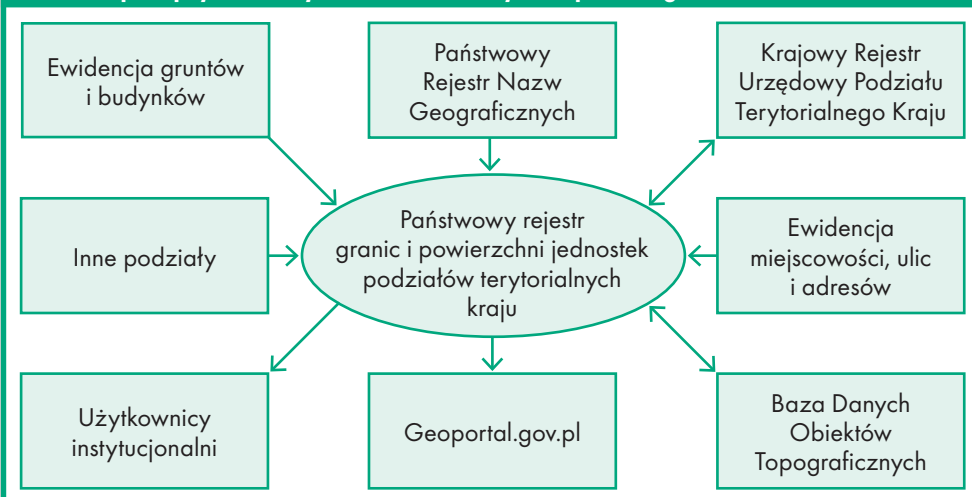 Ewidencja gruntów
i budynków
Państwowy
Rejestr Nazw
Geograficznych
Krajowy Rejestr
Urzędowy Podziału
Terytorialnego Kraju
Inne podziały
Państwowy rejestr
granic i powierzchni jednostek
podziałów terytorialnych
kraju
Ewidencja
miejscowości, ulic
i adresów
Użytkownicy
instytucjonalni
Geoportal.gov.pl
Baza Danych
Obiektów
Topograficznych